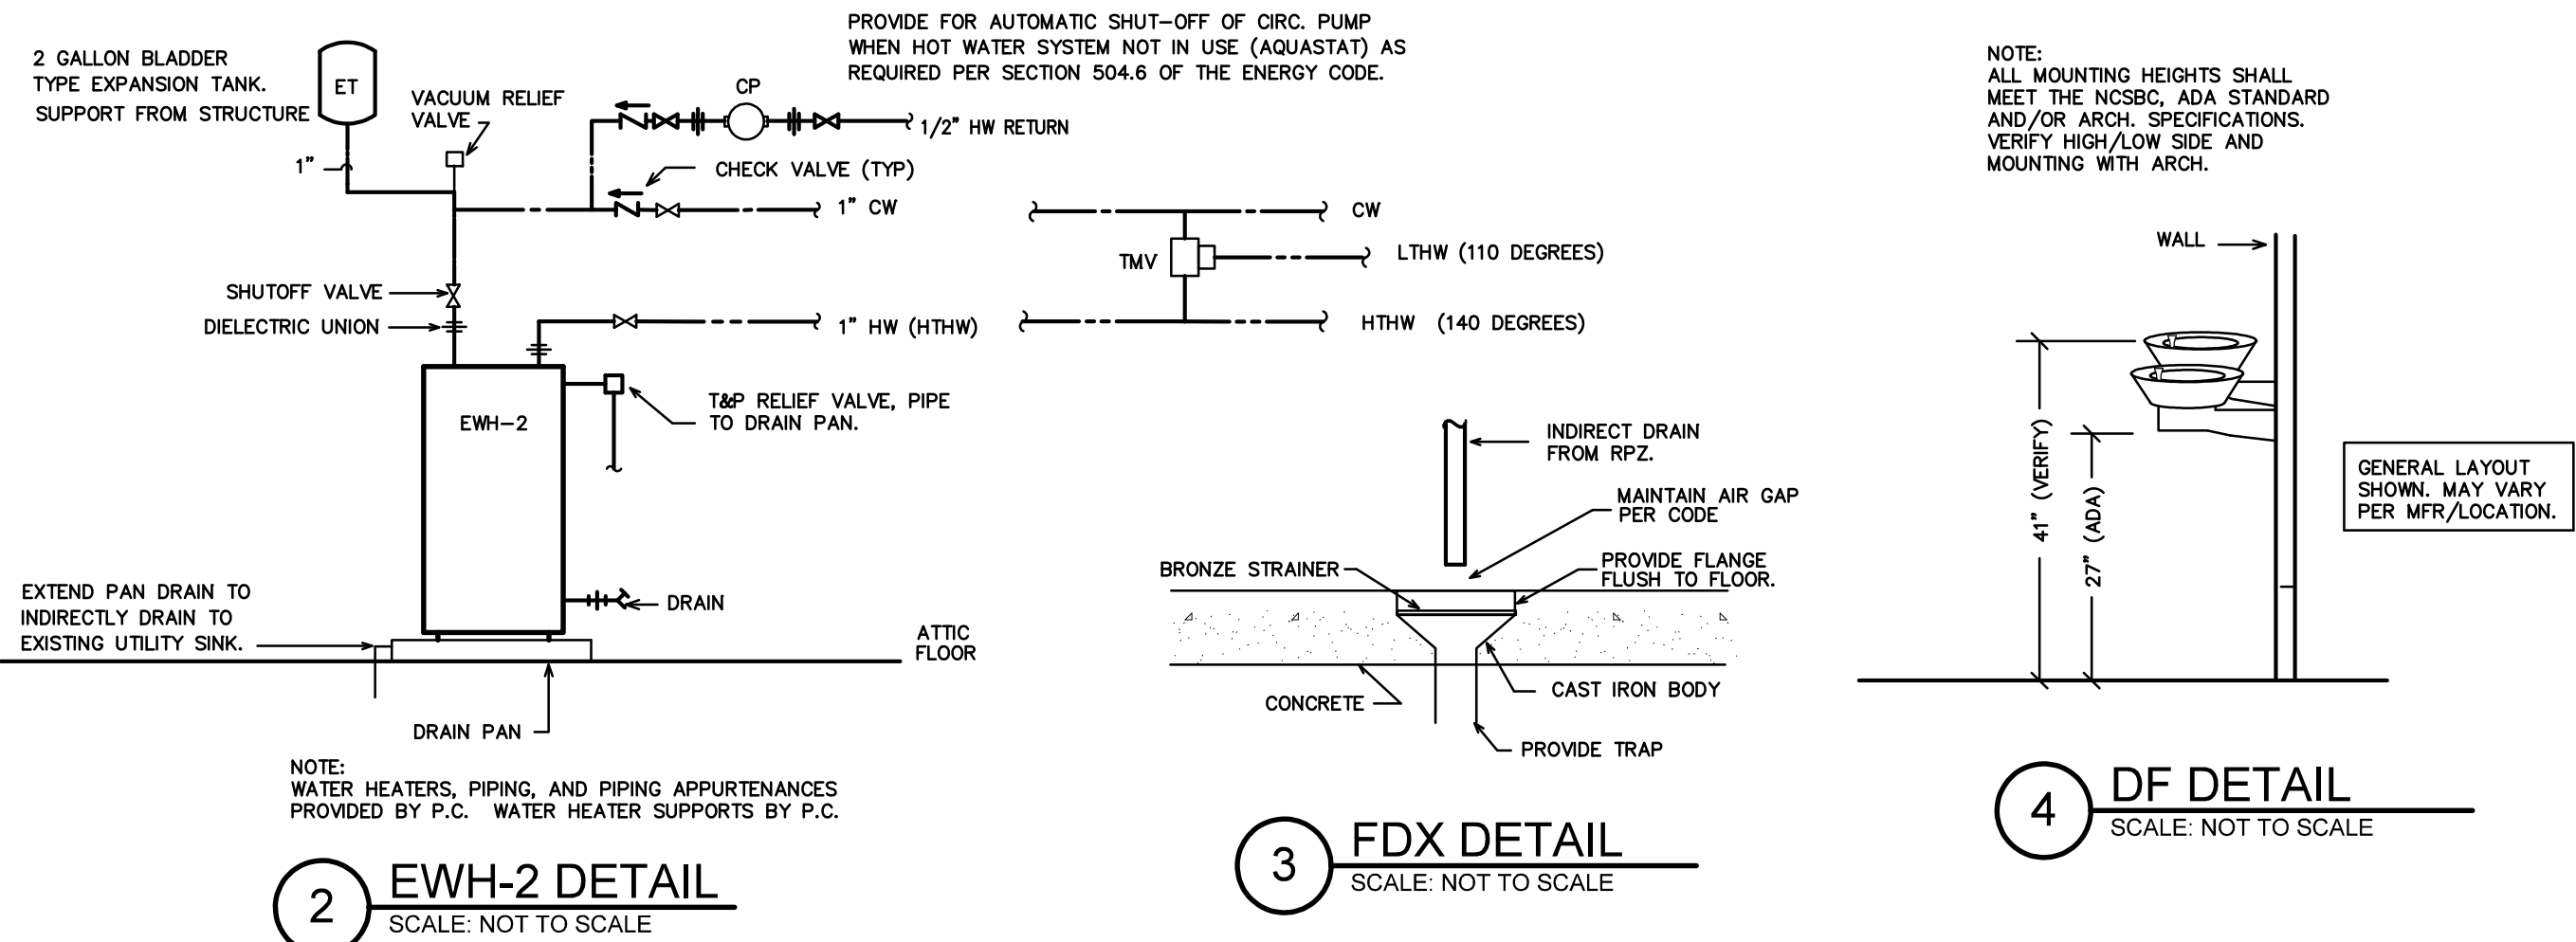 2 GALLON BLADDER
TYPE EXPANSION TANK.
SUPPORT FROM STRUCTURE
ET
1"
VACUUM RELIEF
VALVE
PROVIDE FOR AUTOMATIC SHUT-OFF OF CIRC. PUMP
WHEN HOT WATER SYSTEM NOT IN USE (AQUASTAT) AS
REQUIRED PER SECTION 504.6 OF THE ENERGY CODE.
CP
1/2" HW RETURN
CHECK VALVE (TYP)
1" CW
SHUTOFF VALVE
DIELECTRIC UNION
1" HW (HTHW)
EWH-2
T&P RELIEF VALVE, PIPE
TO DRAIN PAN.
DRAIN
EXTEND PAN DRAIN TO
INDIRECTLY DRAIN TO
EXISTING UTILITY SINK.
ATTIC
FLOOR
DRAIN PAN
NOTE:
WATER HEATERS, PIPING, AND PIPING APPURTENANCES
PROVIDED BY P.C. WATER HEATER SUPPORTS BY P.C.
2
EWH-2 DETAIL
SCALE: NOT TO SCALE
CW
TMV
LTHW (110 DEGREES)
HTHW (140 DEGREES)
INDIRECT DRAIN
FROM RPZ.
MAINTAIN AIR GAP
PER CODE
BRONZE STRAINER
PROVIDE FLANGE
FLUSH TO FLOOR.
CONCRETE
CAST IRON BODY
PROVIDE TRAP
3
FDX DETAIL
SCALE: NOT TO SCALE
NOTE:
ALL MOUNTING HEIGHTS SHALL
MEET THE NCSBC, ADA STANDARD
AND/OR ARCH. SPECIFICATIONS.
VERIFY HIGH/LOW SIDE AND
MOUNTING WITH ARCH.
WALL
41" (VERIFY)
27" (ADA)
GENERAL LAYOUT
SHOWN. MAY VARY
PER MFR/LOCATION.
4
DF DETAIL
SCALE: NOT TO SCALE